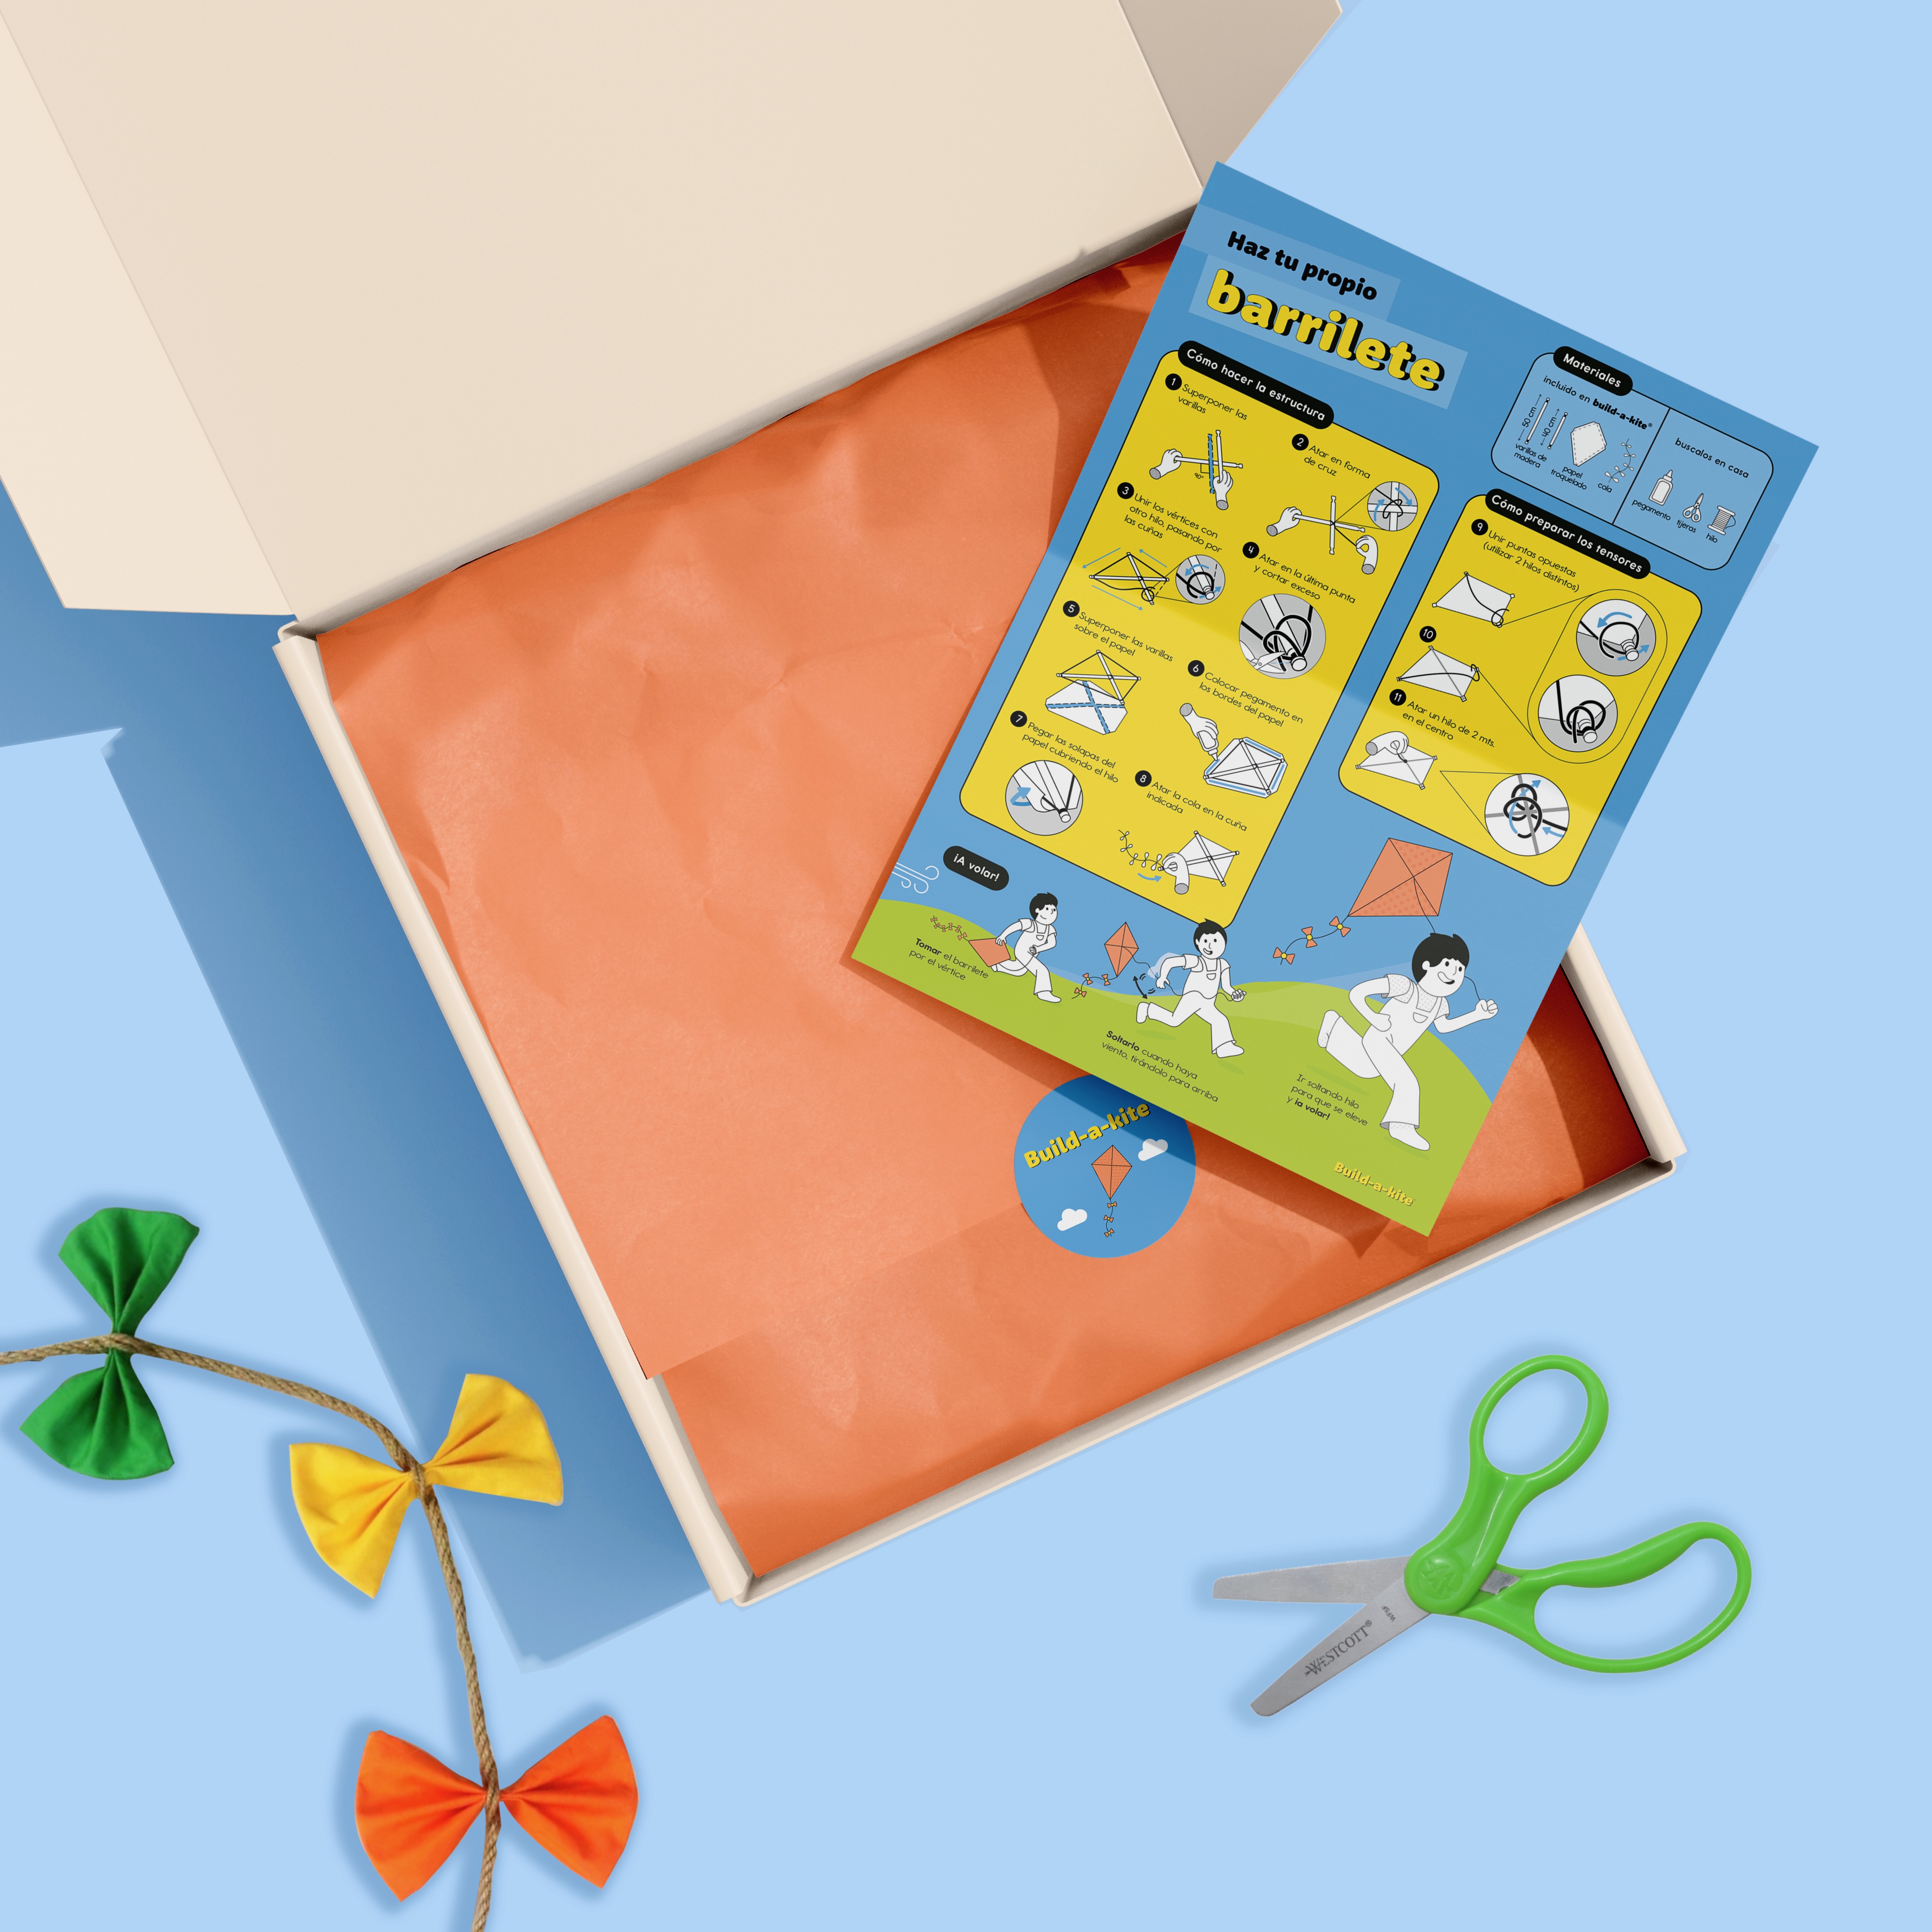 Haz tu propio
barrilete
Cómo hacer la estructura
1 Superponer las
varillas
90°
2 Atar en forma
de cruz
3 Unir los vértices con
otro hilo, pasando por
las cuñas
4 Atar en la última punta
y cortar exceso
5 Superponer las varillas
sobre el papel
6 Colocar pegamento en
los bordes del papel
7 Pegar las solapas del
papel cubriendo el hilo
8 Atar la cola en la cuña
indicada
Materiales
incluido en build-a-kite®
50 cm
40 cm
varillas de
madera
papel
troquelado
cola
buscalos en casa
pegamento
tijeras
hilo
Cómo preparar los tensores
9 Unir puntas opuestas
(utilizar 2 hilos distintos)
10
11 Atar un hilo de 2 mts.
en el centro
¡A volar!
Tomar el barrilete
por el vértice
Soltarlo cuando haya
viento, tirándolo para arriba
Ir soltando hilo
para que se eleve
y ¡a volar!
Build-a-kite
Build-a-kite
WESTCOTT®